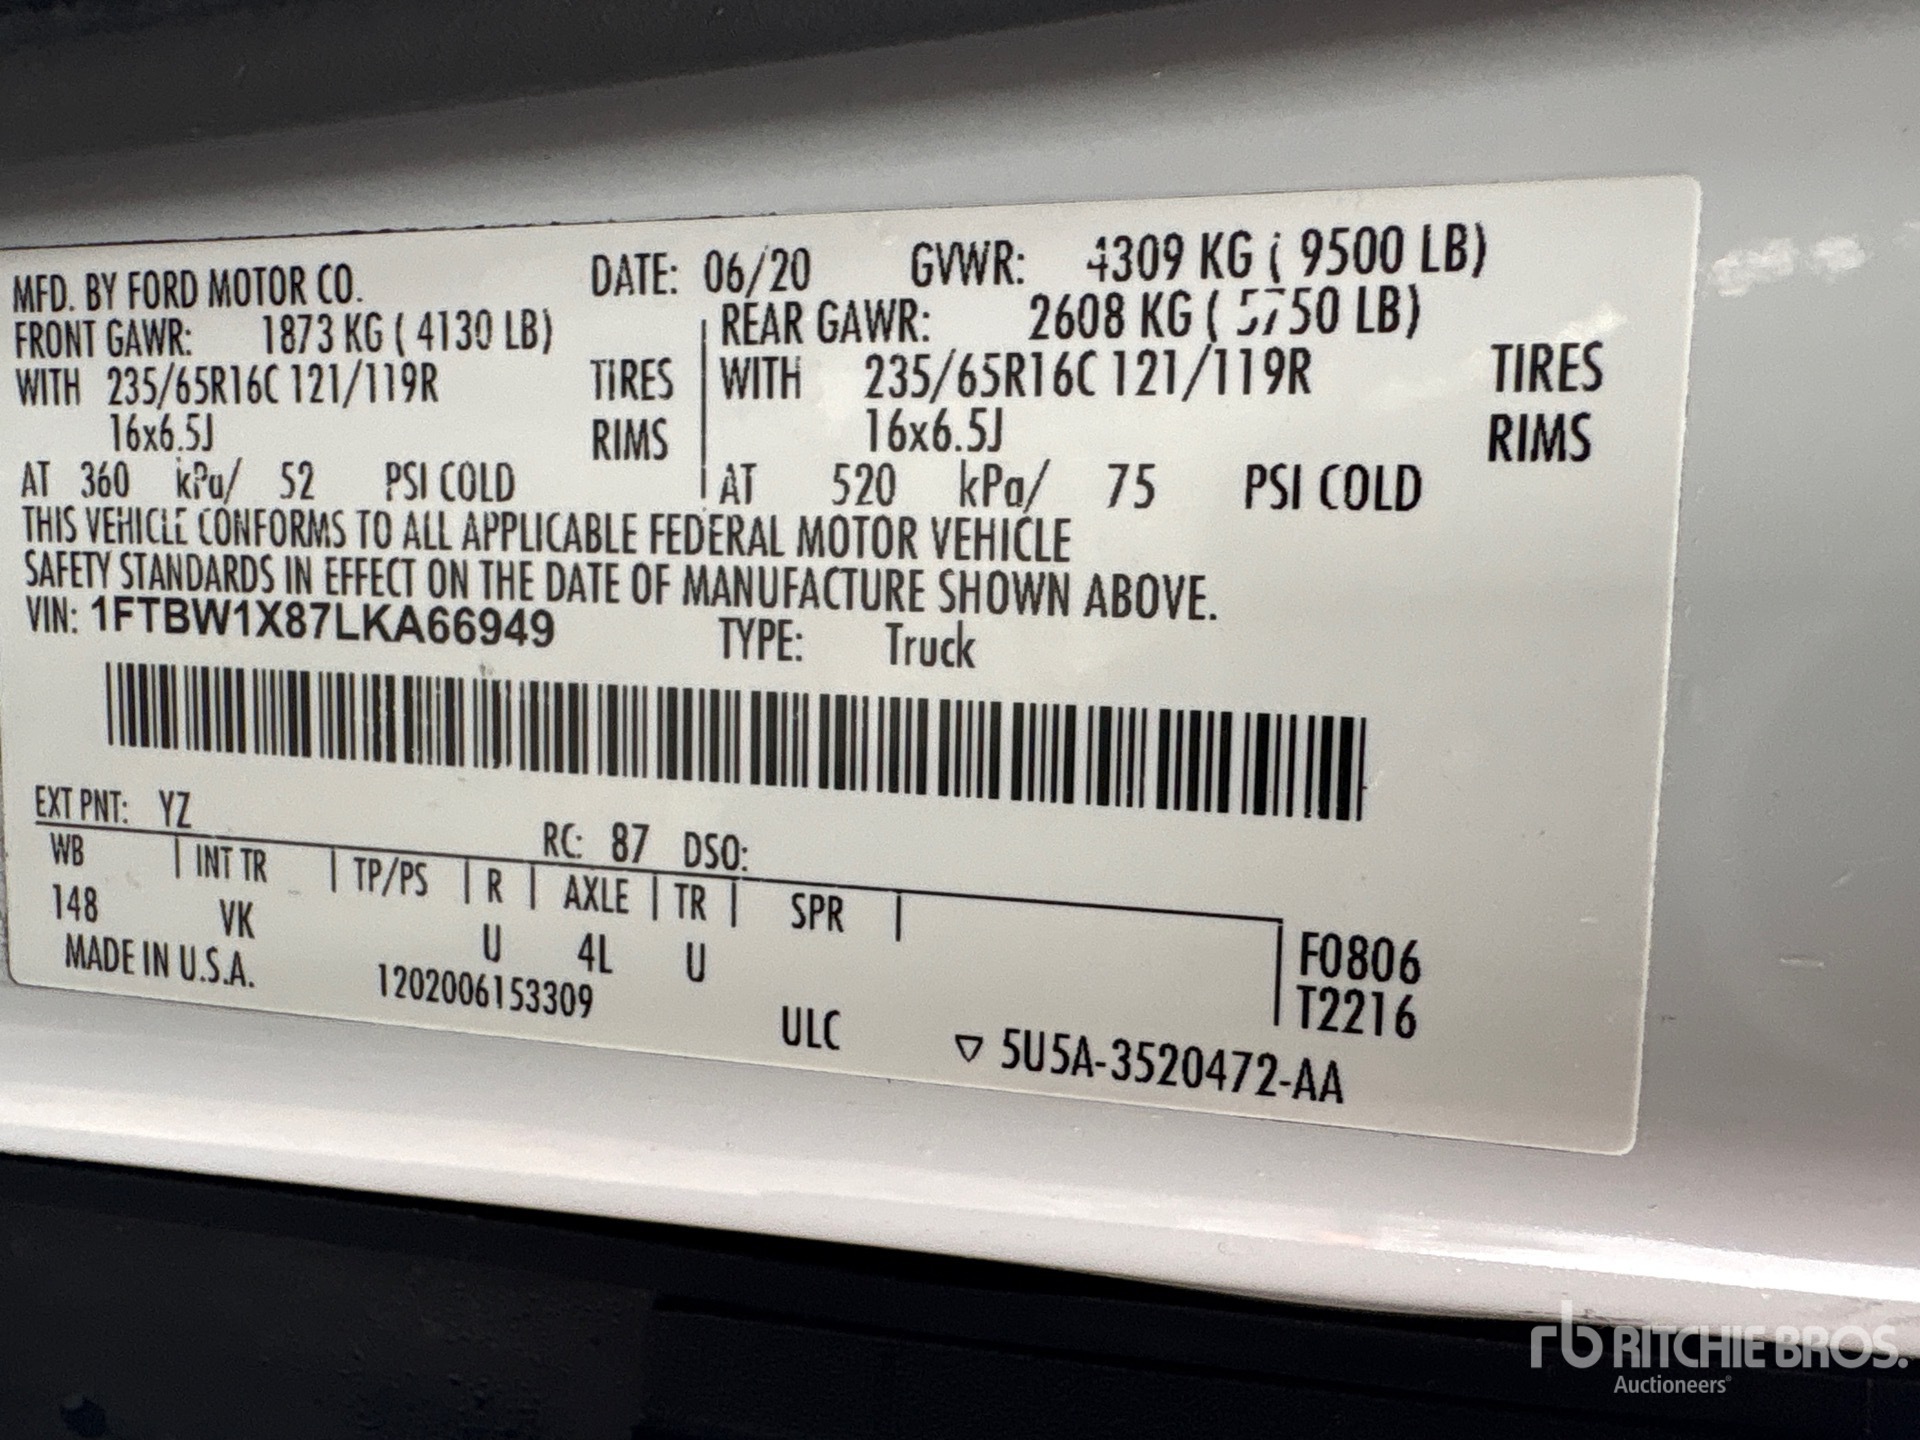 MFD. BY FORD MOTOR CO. DATE: 06/20 GVWR: 4309 KG ( 9500 LB)
FRONT GAWR: 1873 KG ( 4130 LB) REAR GAWR: 2608 KG ( 5750 LB)
WITH 235/65R16C 121/119R TIRES WITH 235/65R16C 121/119R TIRES
16x6.5J RIMS 16x6.5J RIMS
AT 360 kPa/ 52 PSI COLD AT 520 kPa/ 75 PSI COLD
THIS VEHICLE CONFORMS TO ALL APPLICABLE FEDERAL MOTOR VEHICLE
SAFETY STANDARDS IN EFFECT ON THE DATE OF MANUFACTURE SHOWN ABOVE.
VIN: 1FTBW1X87LKA66949 TYPE: Truck
EXT PNT: YZ RC: 87 DSO:
WB INT TR TP/PS R AXLE TR SPR
148 VK U 4L U F0806
T2216
MADE IN U.S.A. 1202006153309 ULC ▽ 5U5A-3520472-AA
rb RITCHIE BROS.
Auctioneers®